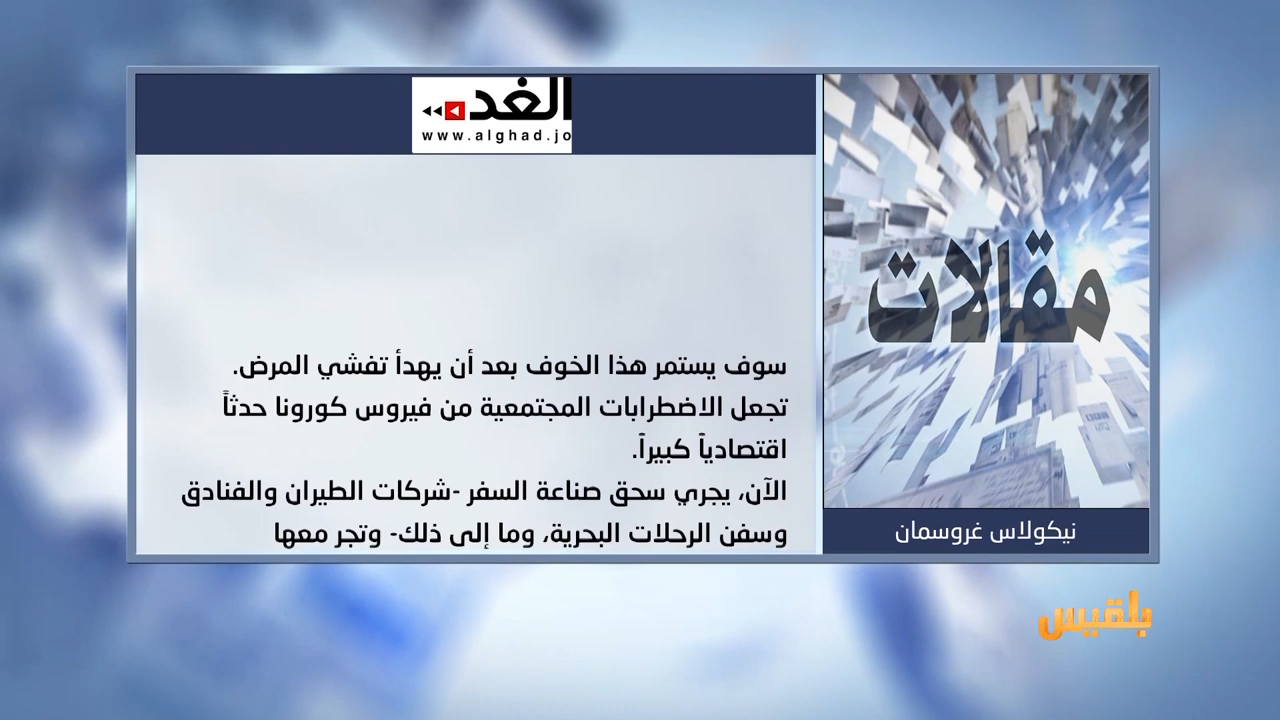 الغد
www.alghad.jo
سوف يستمر هذا الخوف بعد أن يهدأ تفشي المرض.
تجعل الاضطرابات المجتمعية من فيروس كورونا حدثاً
اقتصادياً كبيراً.
الآن، يجري سحق صناعة السفر -شركات الطيران والفنادق
وسفن الرحلات البحرية، وما إلى ذلك- وتجر معها
مقالات
نيكولاس غروسمان
بلقيس